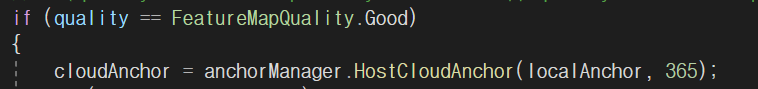 if (quality == FeatureMapQuality.Good)
{
cloudAnchor = anchorManager.HostCloudAnchor(localAnchor, 365);